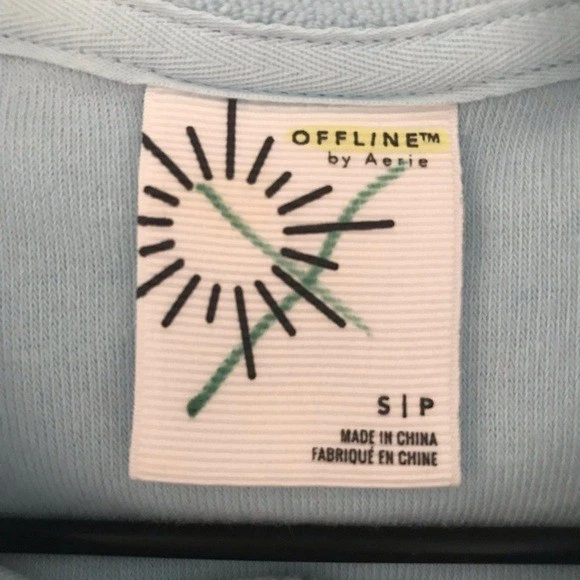 OFFLINE™
by Aerie
S | P
MADE IN CHINA
FABRIQUÉ EN CHINE